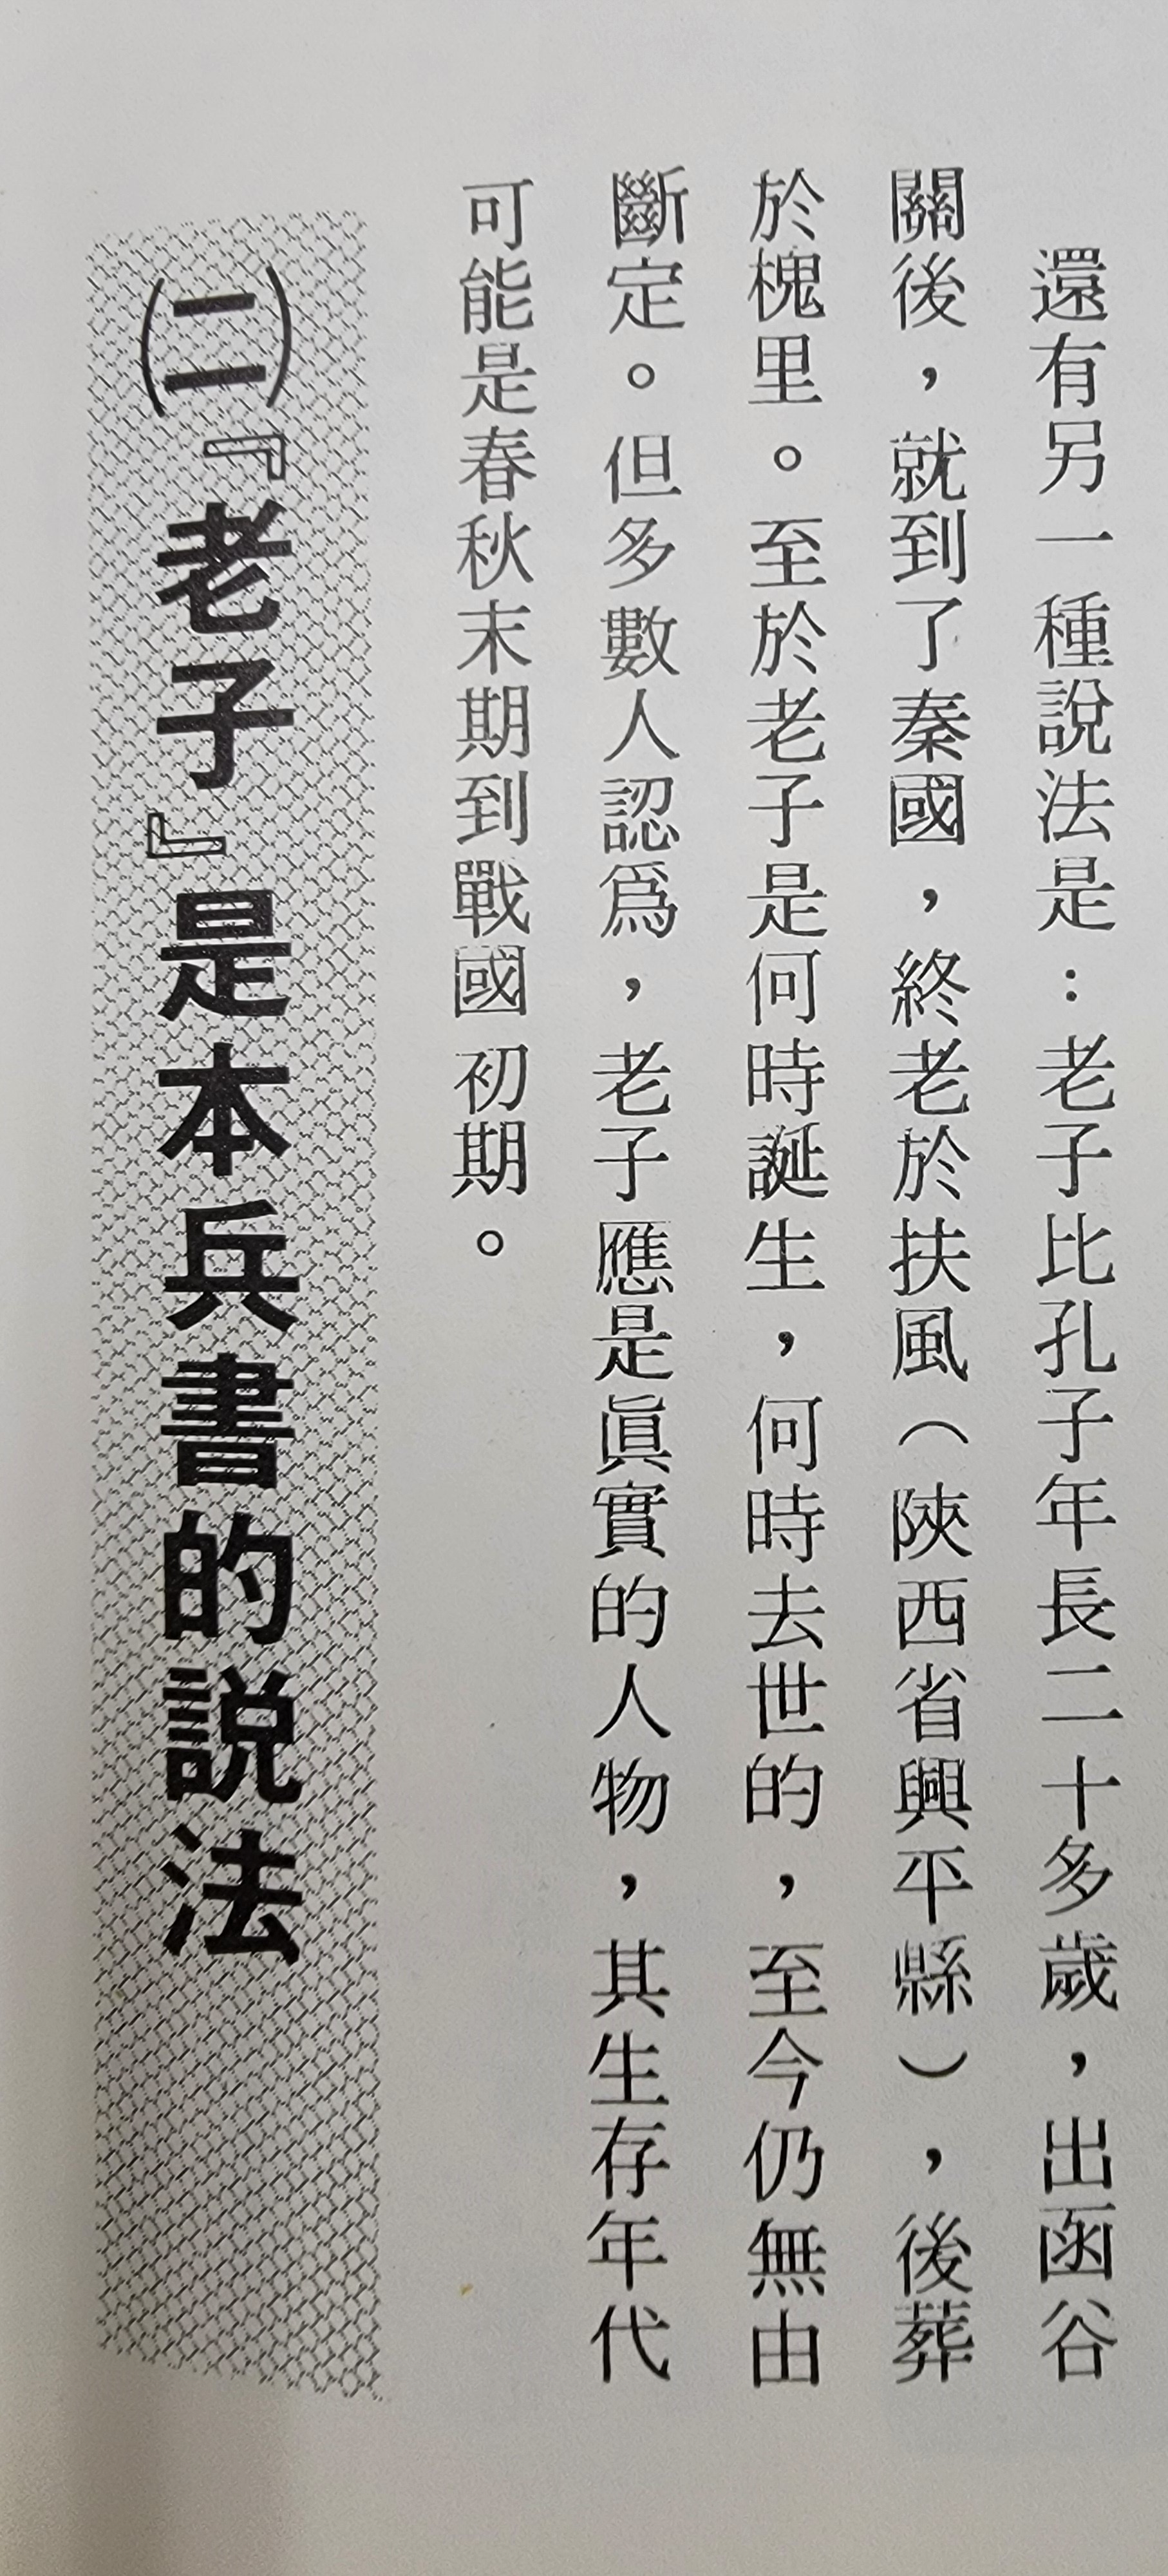 還有另一種說法是：老子比孔子年長二十多歲，出函谷
關後，就到了秦國，終老於扶風（陝西省興平縣），後葬
於槐里。至於老子是何時誕生，何時去世的，至今仍無由
斷定。但多數人認爲，老子應是眞實的人物，其生存年代
可能是春秋末期到戰國初期。
㈡『老子』是本兵書的説法